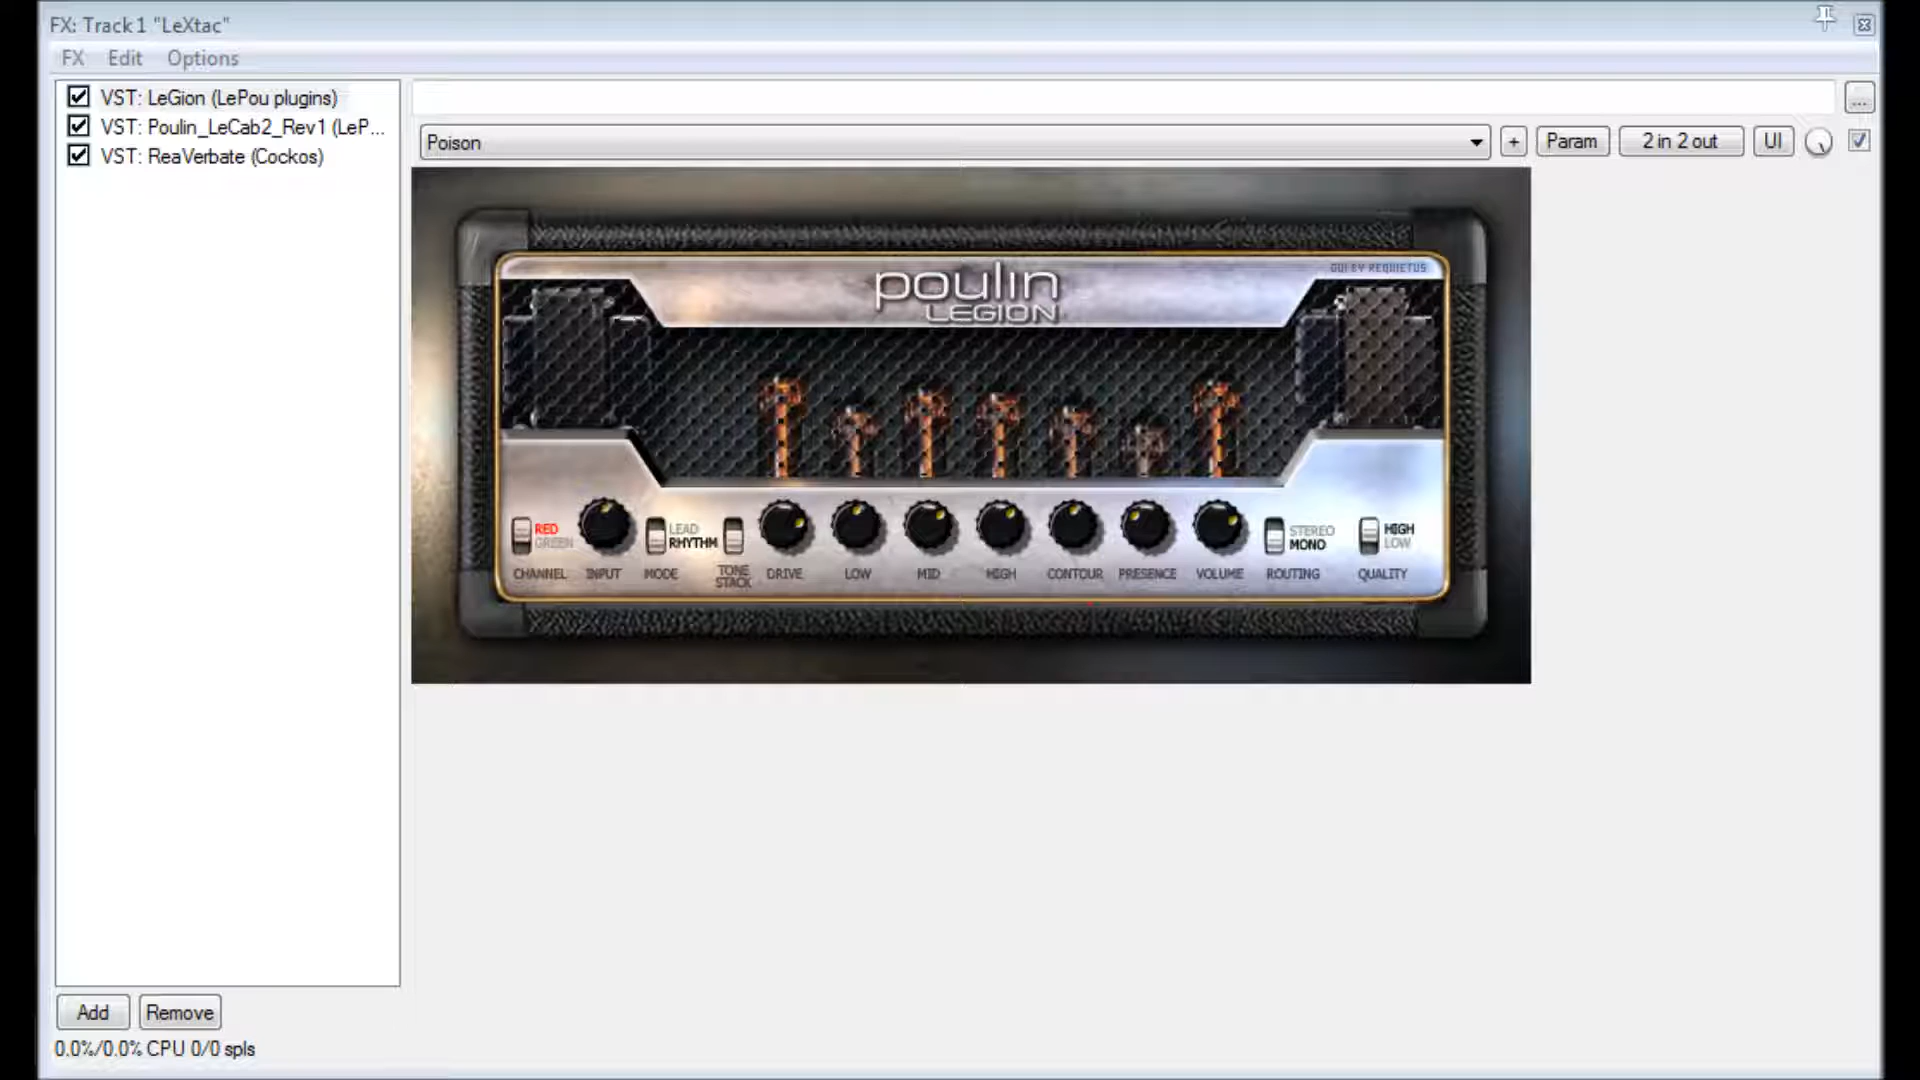 FX: Track 1 "LeXtac"
FX Edit Options
VST: LeGion (LePou plugins)
VST: Poulin_LeCab2_Rev1 (LeP...
VST: ReaVerbate (Cockos)
...
Poison
+ Param 2 in 2 out UI
GUI BY REQUIETUS
poulin
LEGION
RED LEAD STEREO HIGH
GREEN RHYTHM MONO LOW
CHANNEL INPUT MODE TONE STACK DRIVE LOW MID HIGH CONTOUR PRESENCE VOLUME ROUTING QUALITY
Add Remove
0.0%/0.0% CPU 0/0 spls